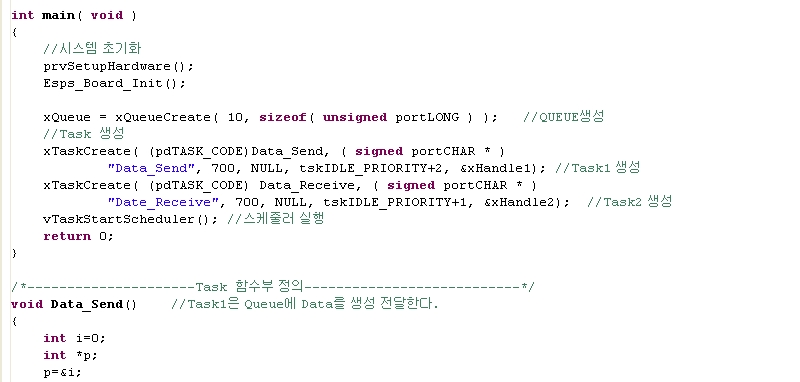 int main( void )
{
//시스템 초기화
prvSetupHardware();
Esps_Board_Init();
xQueue = xQueueCreate( 10, sizeof( unsigned portLONG ) ); //QUEUE생성
//Task 생성
xTaskCreate( (pdTASK_CODE)Data_Send, ( signed portCHAR * )
"Data_Send", 700, NULL, tskIDLE_PRIORITY+2, &xHandle1); //Task1 생성
xTaskCreate( (pdTASK_CODE) Data_Receive, ( signed portCHAR * )
"Date_Receive", 700, NULL, tskIDLE_PRIORITY+1, &xHandle2); //Task2 생성
vTaskStartScheduler(); //스케줄러 실행
return 0;
}
/*---------------------Task 함수부 정의---------------------------*/
void Data_Send() //Task1은 Queue에 Data을 생성 전달한다.
{
int i=0;
int *p;
p=&i;